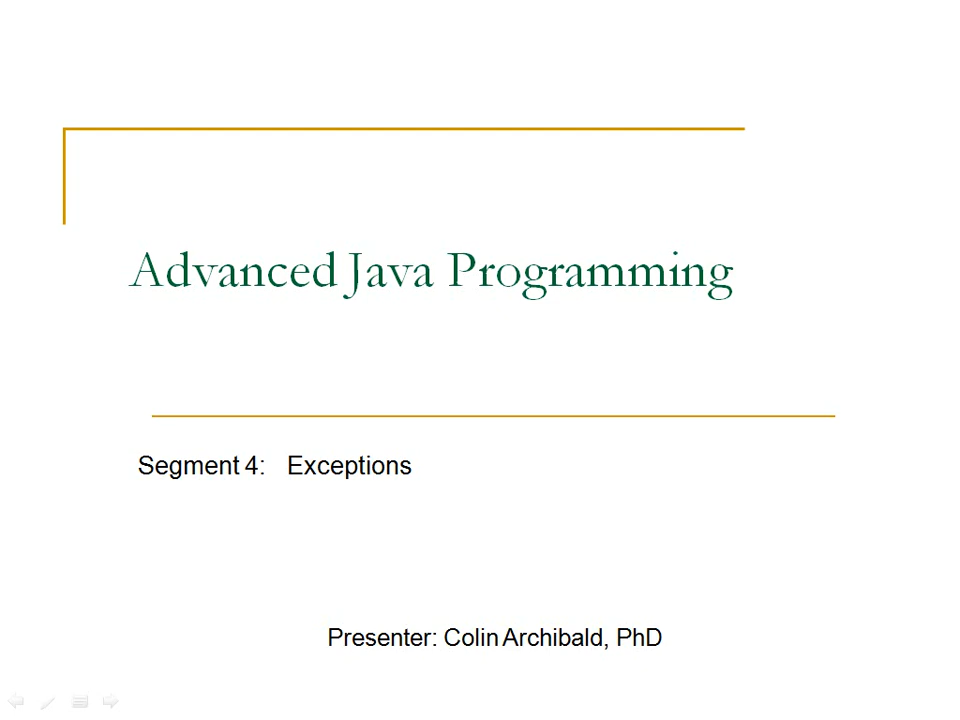 Advanced Java Programming
Segment 4: Exceptions
Presenter: Colin Archibald, PhD